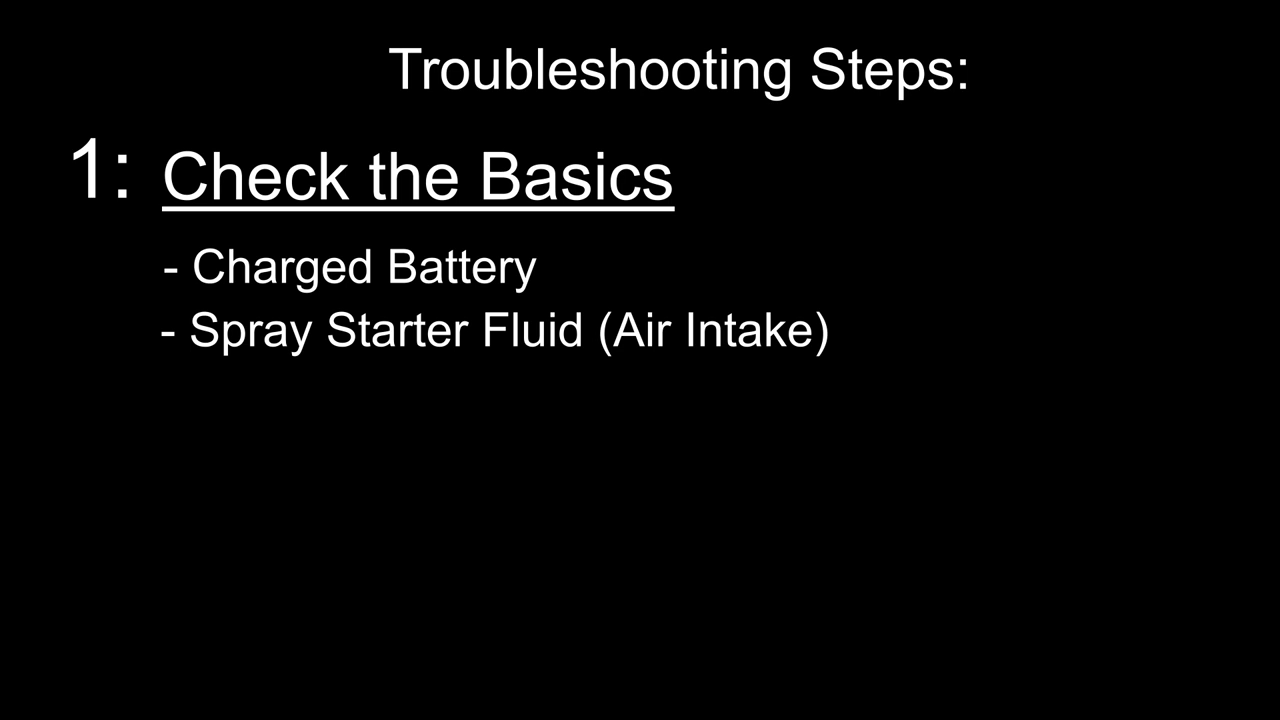 Troubleshooting Steps:
1: Check the Basics
- Charged Battery
- Spray Starter Fluid (Air Intake)